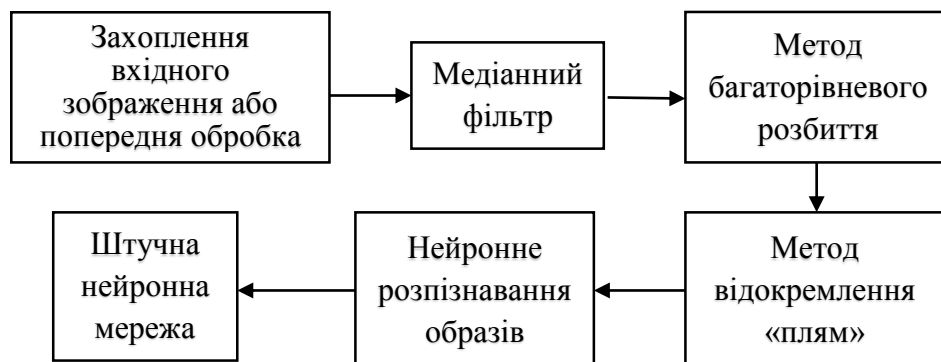 Захоплення
вхідного
зображення або
попередня обробка
Медіанний
фільтр
Метод
багаторівневого
розбиття
Метод
відокремлення
«плям»
Нейронне
розпізнавання
образів
Штучна
нейронна
мережа